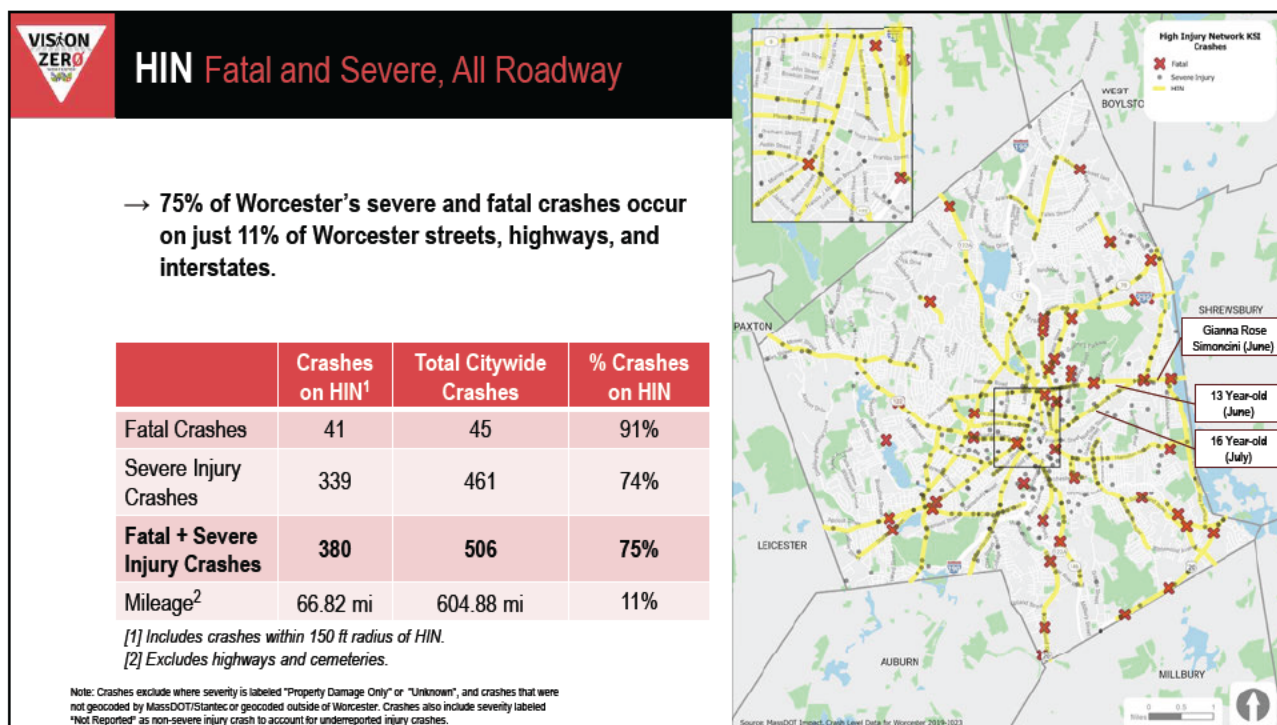 VISION
ZERO
WORCESTER
HIN Fatal and Severe, All Roadway
→ 75% of Worcester's severe and fatal crashes occur
on just 11% of Worcester streets, highways, and
interstates.
Crashes on HIN1 Total Citywide Crashes % Crashes on HIN
Fatal Crashes 41 45 91%
Severe Injury Crashes 339 461 74%
Fatal + Severe Injury Crashes 380 506 75%
Mileage2 66.82 mi 604.88 mi 11%
[1] Includes crashes within 150 ft radius of HIN.
[2] Excludes highways and cemeteries.
Note: Crashes exclude where severity is labeled "Property Damage Only" or "Unknown", and crashes that were
not geocoded by MassDOT/Stantec or geocoded outside of Worcester. Crashes also include severity labeled
"Not Reported" as non-severe injury crash to account for underreported injury crashes.
High Injury Network KSI
Crashes
Fatal
Severe Injury
HIN
WEST
BOYLSTO
SHREWSBURY
PAXTON
Gianna Rose
Simoncini (June)
13 Year-old
(June)
16 Year-old
(July)
LEICESTER
AUBURN
MILLBURY
0 0.5 1
Miles
Source: MassDOT Impact, Crash Level Data for Worcester 2019-2023